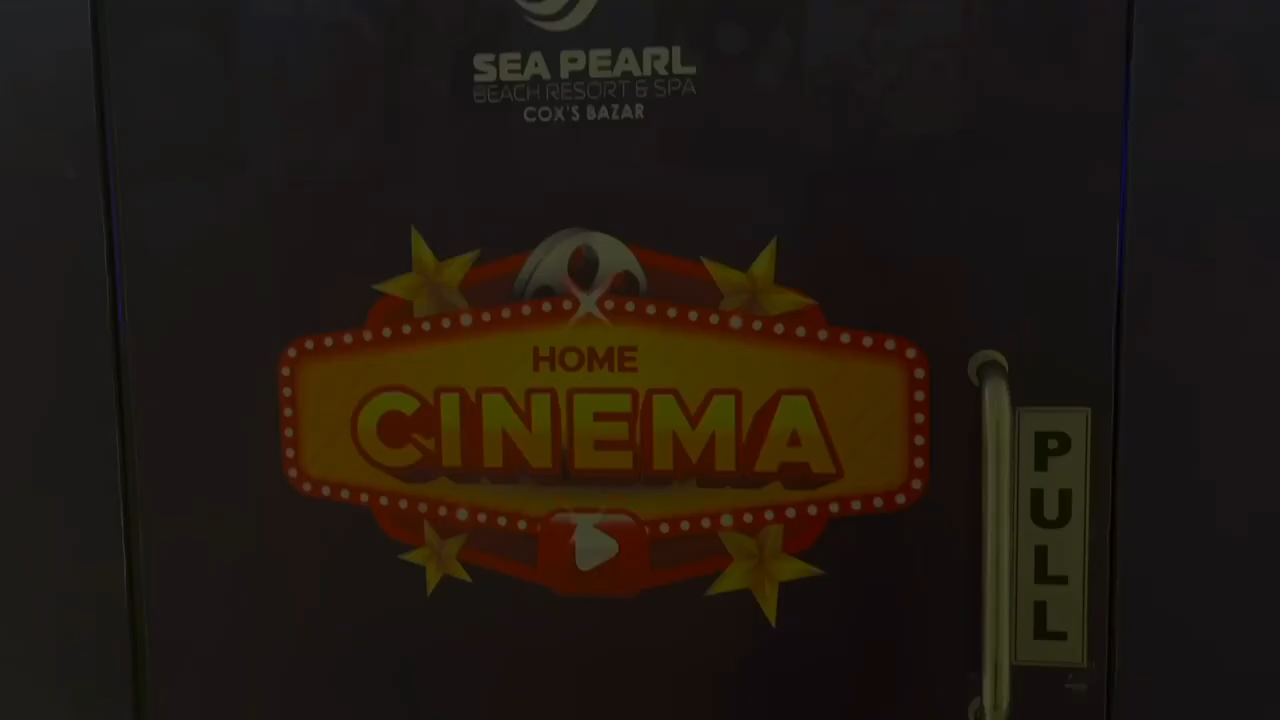 SEA PEARL
BEACH RESORT & SPA
COX'S BAZAR
HOME
CINEMA
PULL